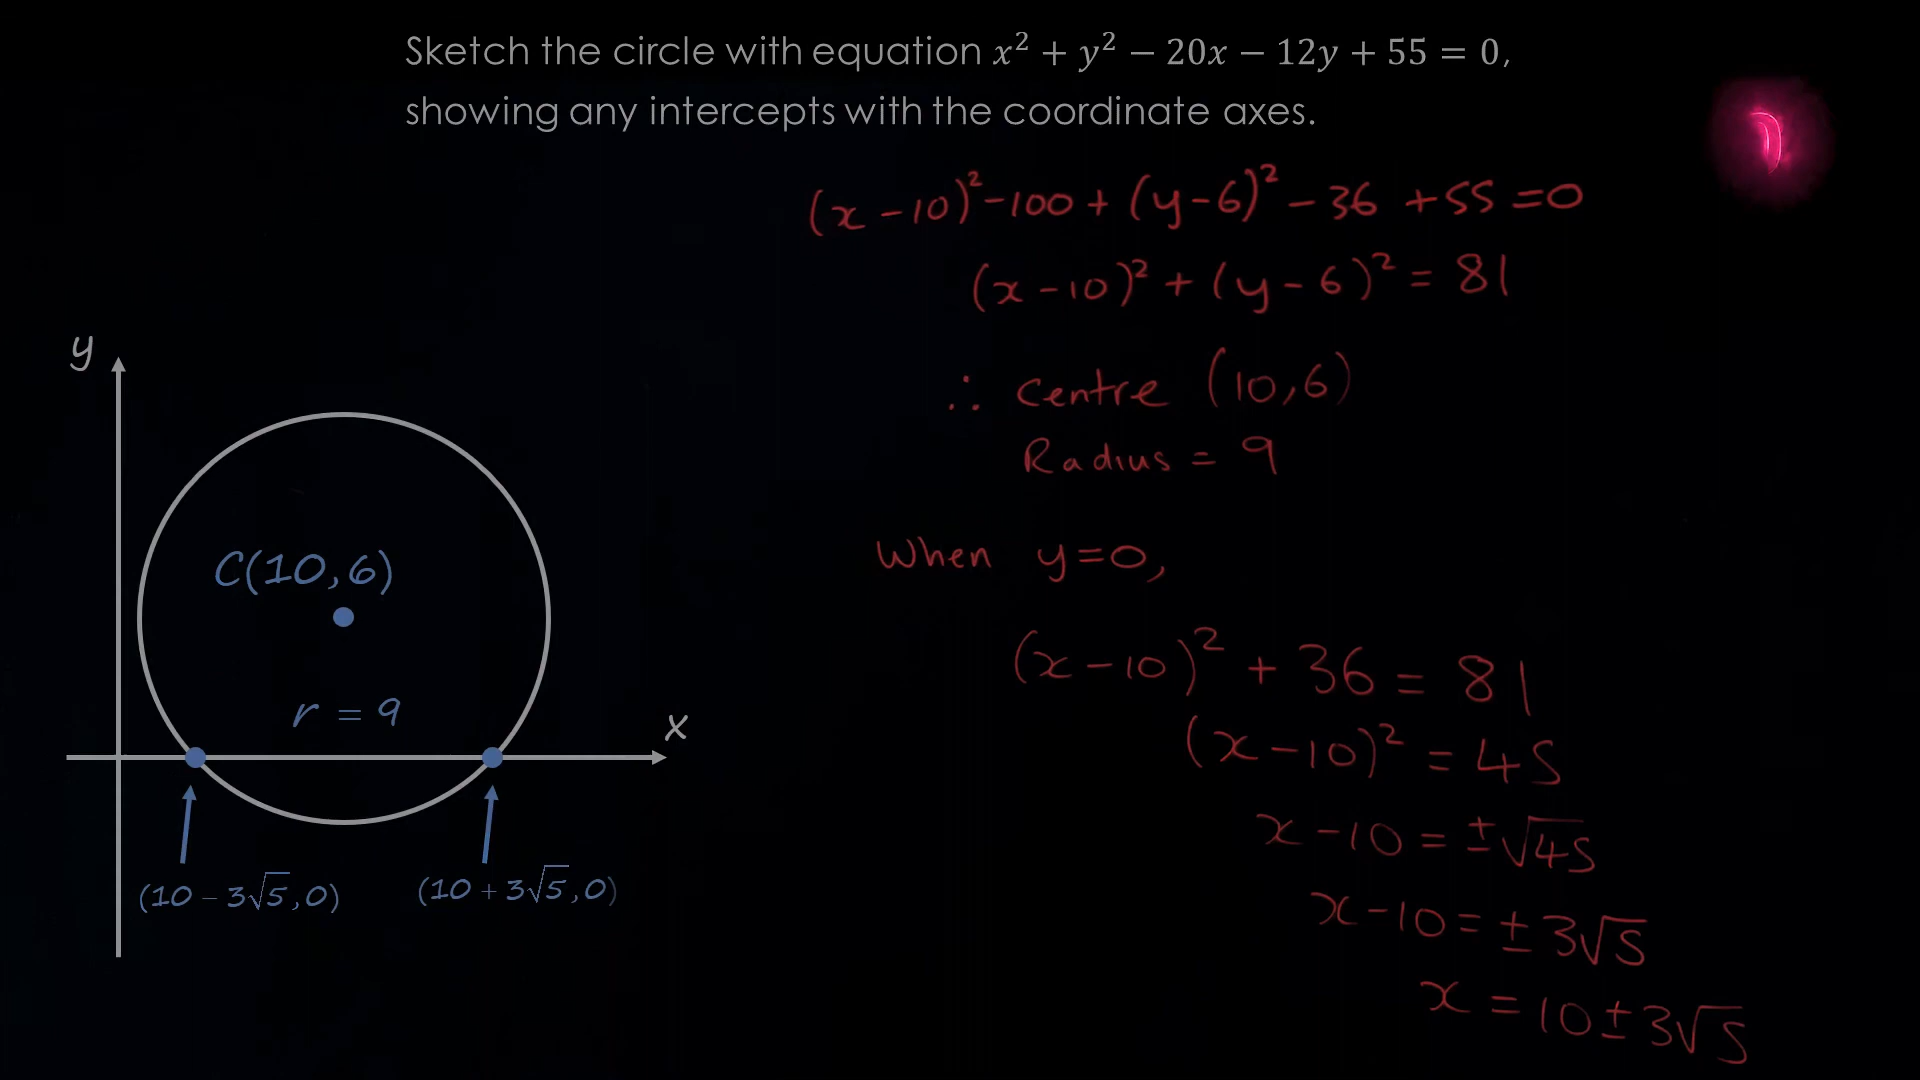 Sketch the circle with equation x² + y² − 20x − 12y + 55 = 0,
showing any intercepts with the coordinate axes.
(x − 10)² − 100 + (y − 6)² − 36 + 55 = 0
(x − 10)² + (y − 6)² = 81
∴ Centre (10,6)
Radius = 9
When y = 0,
(x − 10)² + 36 = 81
(x − 10)² = 45
x − 10 = ±√45
x − 10 = ±3√5
x = 10 ± 3√5
y
C(10,6)
r = 9
x
(10 − 3√5,0)
(10 + 3√5,0)